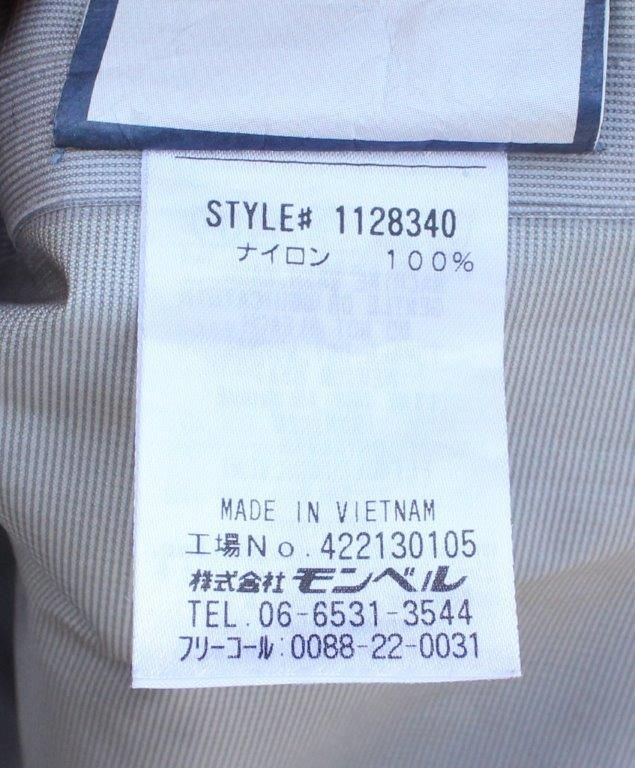 STYLE# 1128340
ナイロン 100%
MADE IN VIETNAM
工場No.422130105
株式会社モンベル
TEL.06-6531-3544
フリーコール:0088-22-0031